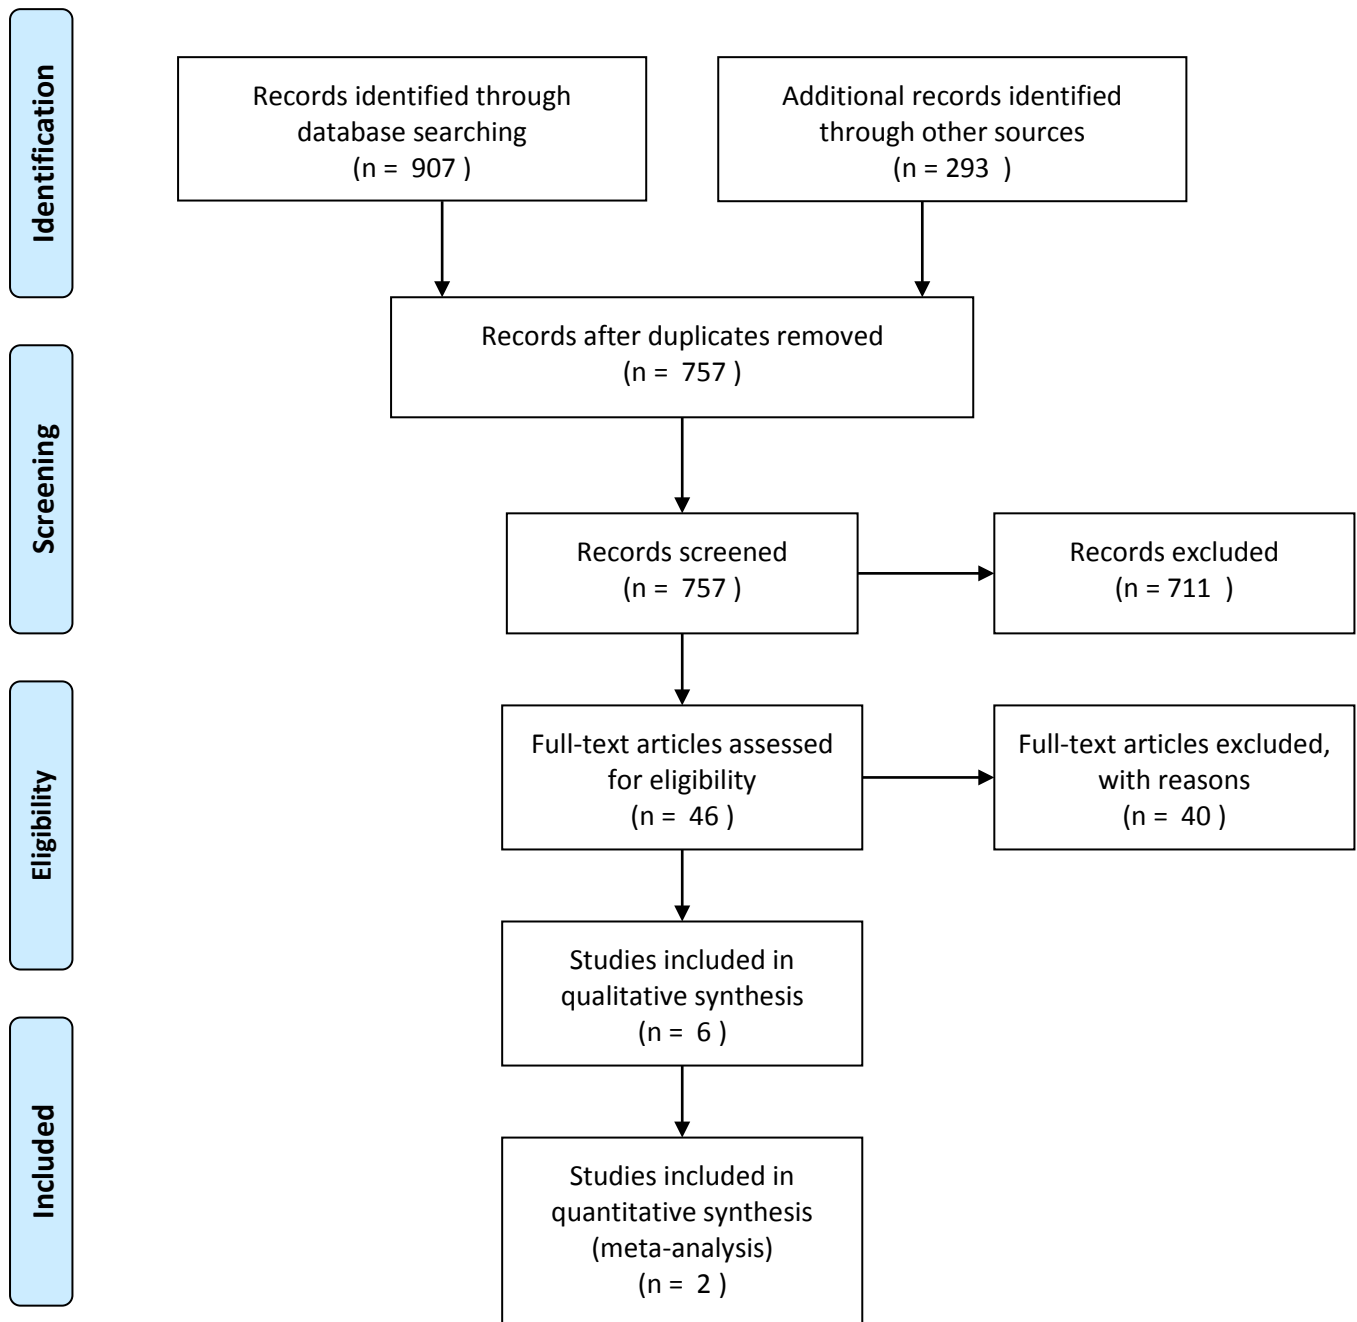 Identification
Records identified through
database searching
(n = 907 )
Additional records identified
through other sources
(n = 293 )
Records after duplicates removed
(n = 757 )
Screening
Records screened
(n = 757 )
Records excluded
(n = 711 )
Eligibility
Full-text articles assessed
for eligibility
(n = 46 )
Full-text articles excluded,
with reasons
(n = 40 )
Studies included in
qualitative synthesis
(n = 6 )
Included
Studies included in
quantitative synthesis
(meta-analysis)
(n = 2 )